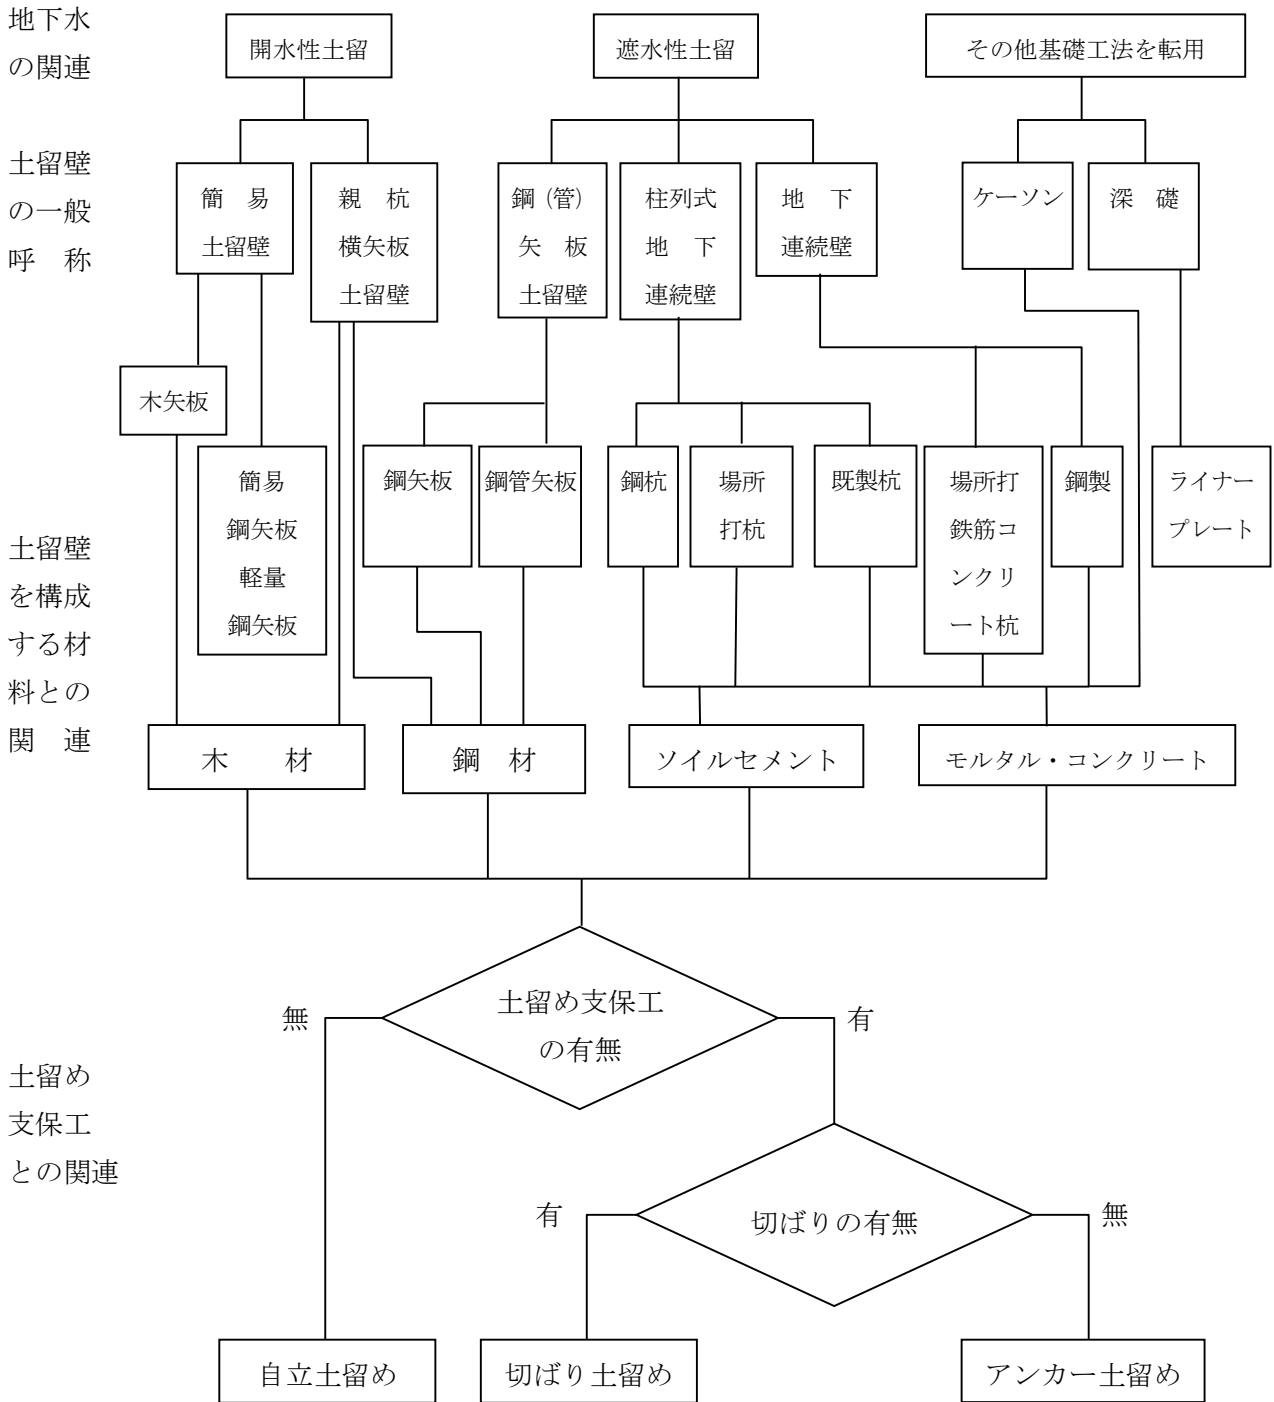 地下水
の関連
開水性土留
遮水性土留
その他基礎工法を転用
土留壁
の一般
呼　称
簡　易
土留壁
親　杭
横矢板
土留壁
鋼（管）
矢　板
土留壁
柱列式
地　下
連続壁
地　下
連続壁
ケーソン
深　礎
木矢板
簡易
鋼矢板
軽量
鋼矢板
鋼矢板
鋼管矢板
鋼杭
場所
打杭
既製杭
場所打
鉄筋コ
ンクリ
ート杭
鋼製
ライナー
プレート
土留壁
を構成
する材
料との
関　連
木　　材
鋼　材
ソイルセメント
モルタル・コンクリート
土留め支保工
の有無
無
有
土留め
支保工
との関連
切ばりの有無
有
無
自立土留め
切ばり土留め
アンカー土留め